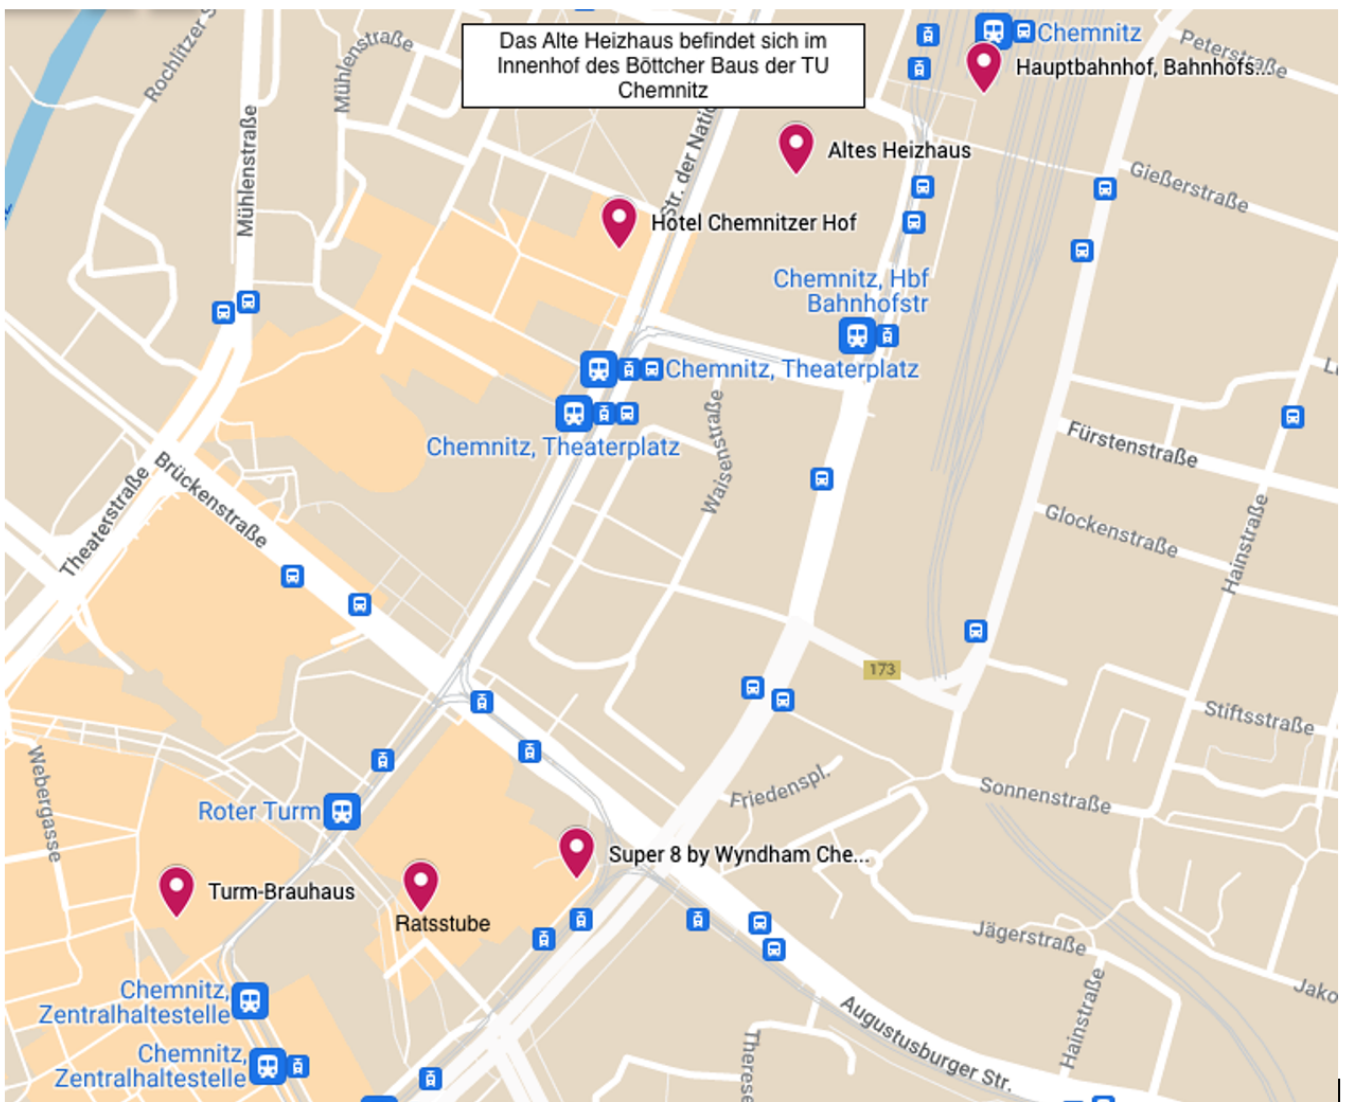 Das Alte Heizhaus befindet sich im
Innenhof des Böttcher Baus der TU
Chemnitz
Chemnitz
Hauptbahnhof, Bahnhofs...
Peterstraße
Rochlitzer S
Mühlenstraße
Mühlenstraße
Str. der Natio
Altes Heizhaus
Gießerstraße
Hotel Chemnitzer Hof
Chemnitz, Hbf
Bahnhofstr
Chemnitz, Theaterplatz
Chemnitz, Theaterplatz
Waisenstraße
Fürstenstraße
Brückenstraße
Theaterstraße
Glockenstraße
Hainstraße
173
Stiftsstraße
Webergasse
Roter Turm
Friedenspl.
Sonnenstraße
Super 8 by Wyndham Che...
Turm-Brauhaus
Ratsstube
Jägerstraße
Jako
Chemnitz,
Zentralhaltestelle
Hainstraße
Augustusburger Str.
Chemnitz,
Zentralhaltestelle
Therese